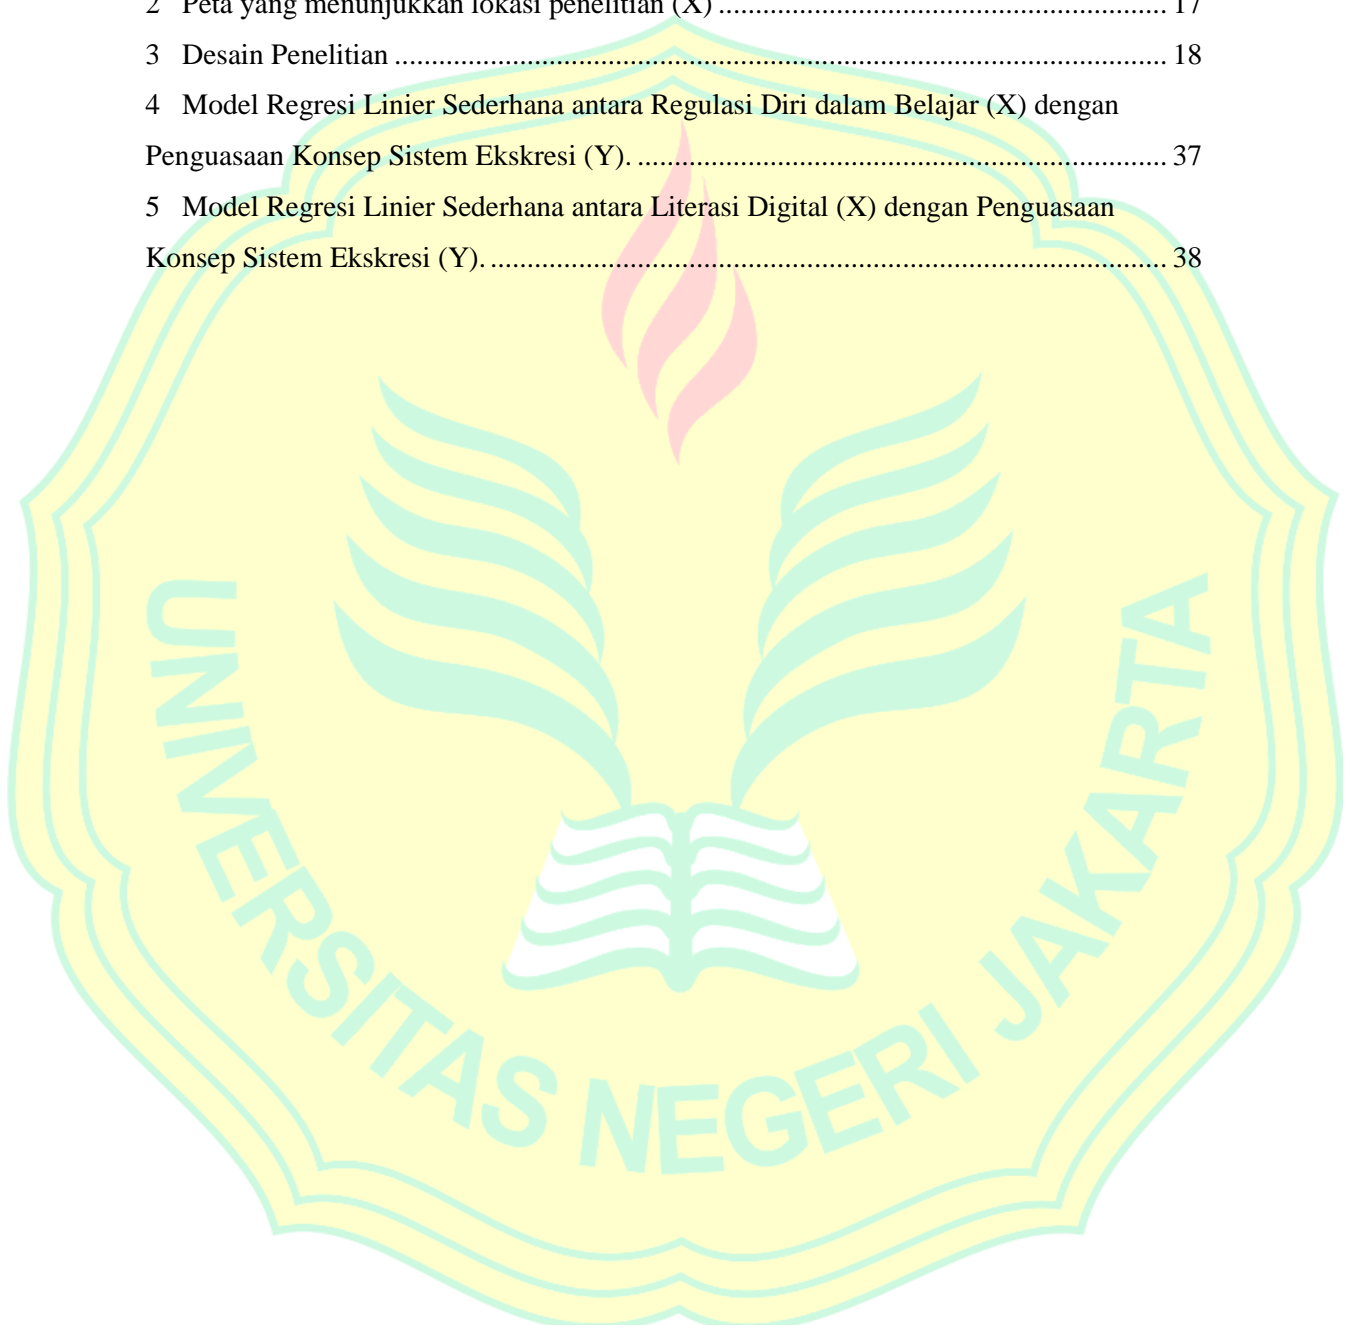 2 Peta yang menunjukkan lokasi penelitian (X) ............................................................. 17
3 Desain Penelitian ......................................................................................................... 18
4 Model Regresi Linier Sederhana antara Regulasi Diri dalam Belajar (X) dengan
Penguasaan Konsep Sistem Ekskresi (Y). ........................................................................ 37
5 Model Regresi Linier Sederhana antara Literasi Digital (X) dengan Penguasaan
Konsep Sistem Ekskresi (Y). ............................................................................................ 38
UNIVERSITAS NEGERI JAKARTA